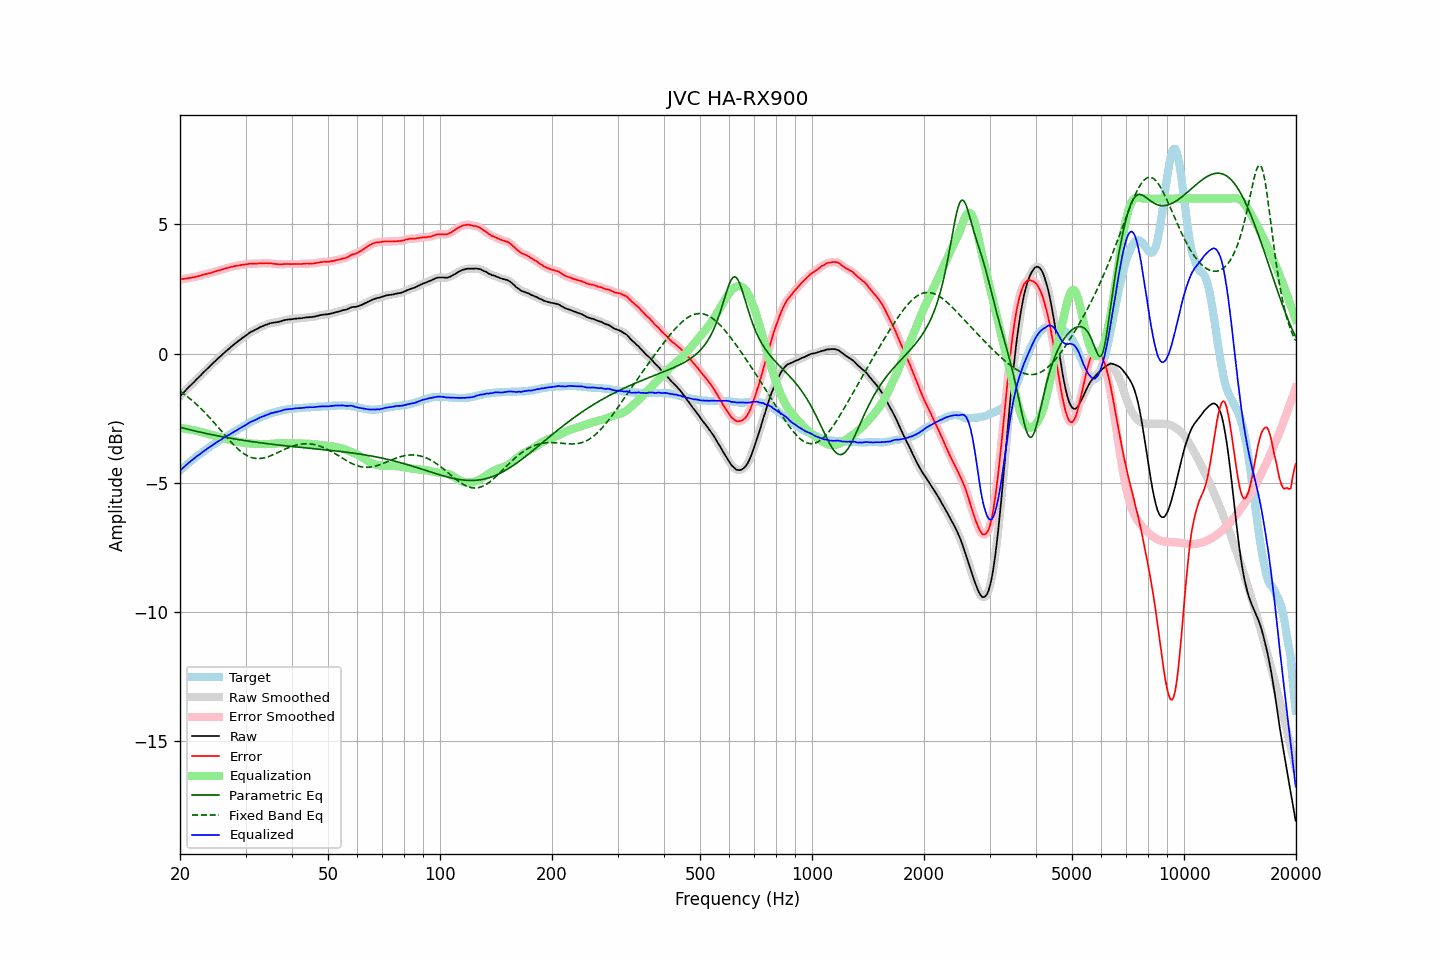 JVC HA-RX900
Amplitude (dBr)
5
0
−5
−10
−15
Target
Raw Smoothed
Error Smoothed
Raw
Error
Equalization
Parametric Eq
Fixed Band Eq
Equalized
20 50 100 200 500 1000 2000 5000 10000 20000
Frequency (Hz)